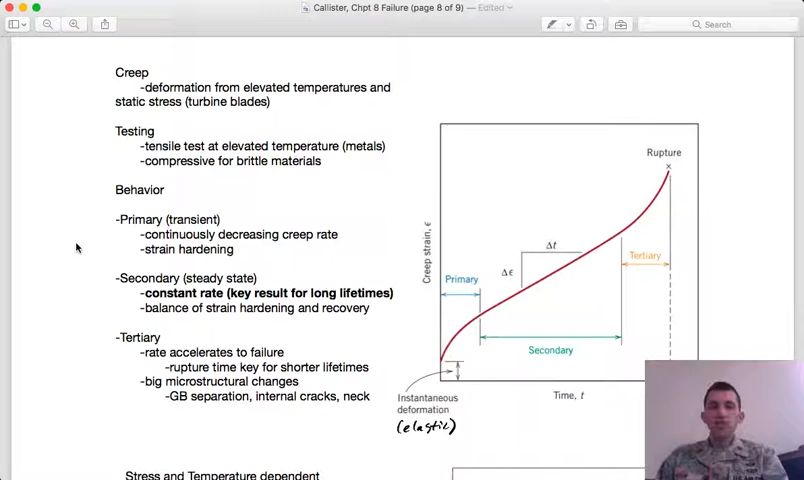 Callister, Chpt 8 Failure (page 8 of 9) — Edited
Search
Creep
-deformation from elevated temperatures and
static stress (turbine blades)
Testing
-tensile test at elevated temperature (metals)
-compressive for brittle materials
Behavior
-Primary (transient)
-continuously decreasing creep rate
-strain hardening
-Secondary (steady state)
-constant rate (key result for long lifetimes)
-balance of strain hardening and recovery
-Tertiary
-rate accelerates to failure
-rupture time key for shorter lifetimes
-big microstructural changes
-GB separation, internal cracks, neck
Stress and Temperature dependent
Rupture
×
Δt
Δϵ
Tertiary
Primary
Secondary
Creep strain, ϵ
Time, t
Instantaneous
deformation
(elastic)